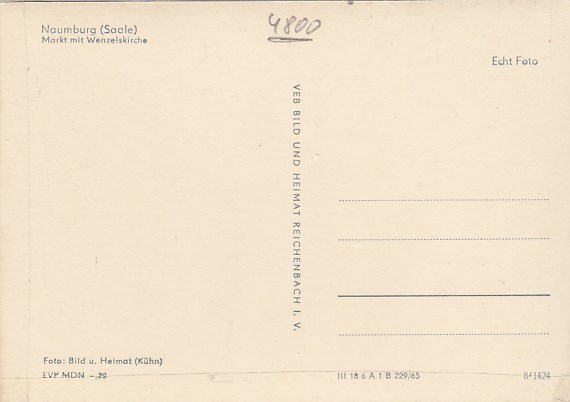 Naumburg (Saale)
Markt mit Wenzelskirche
4800
Echt Foto
VEB BILD UND HEIMAT REICHENBACH I. V.
Foto: Bild u. Heimat (Kühn)
EVP MDN –,20
III 18 6 A 1 B 229/65
8/1424